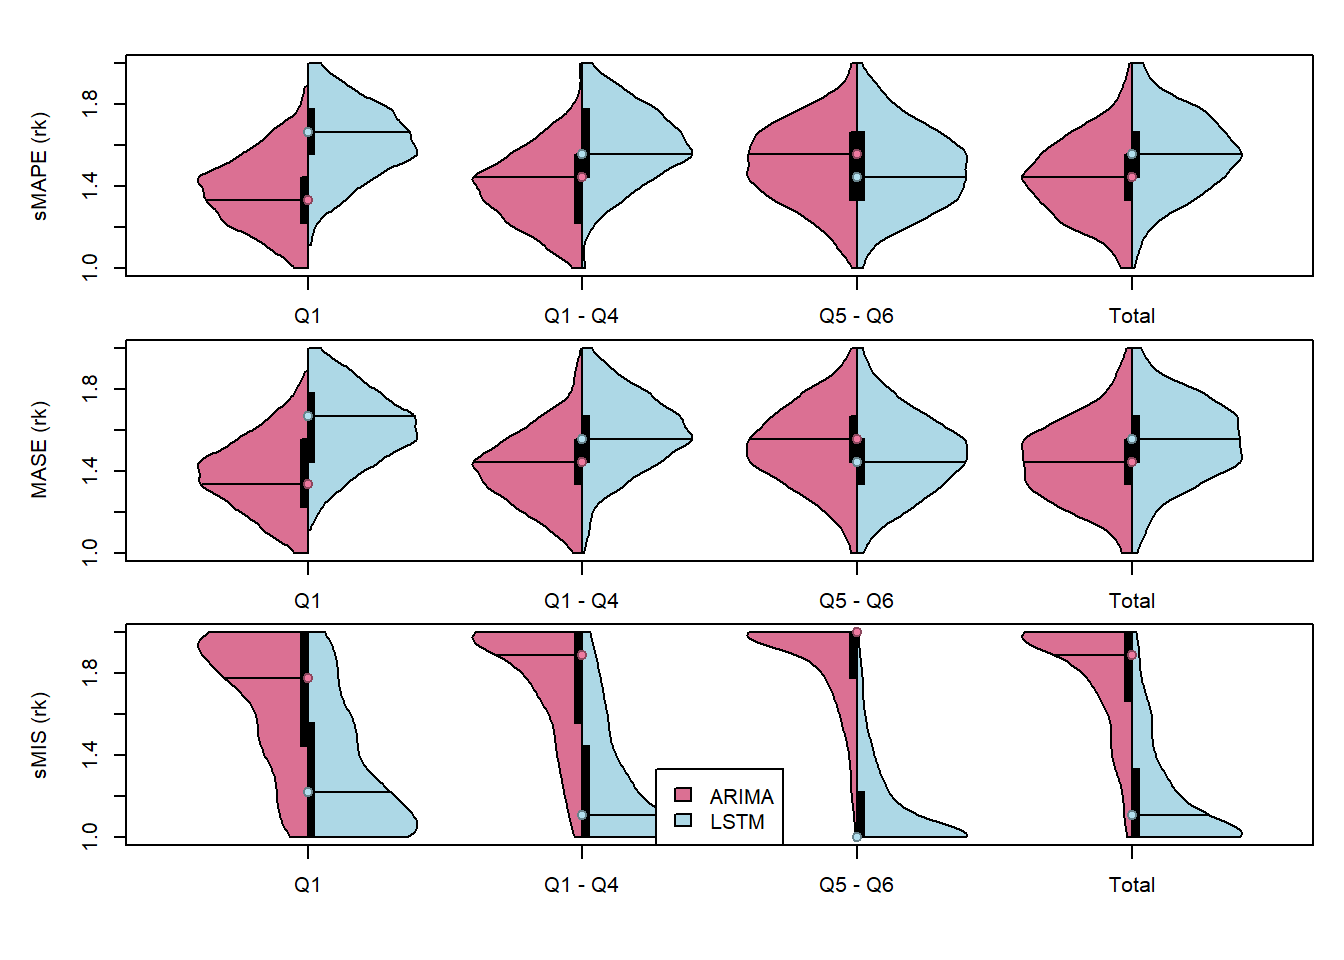 sMAPE (rk)
1.0 1.4 1.8
Q1 Q1 - Q4 Q5 - Q6 Total
MASE (rk)
1.0 1.4 1.8
Q1 Q1 - Q4 Q5 - Q6 Total
sMIS (rk)
1.0 1.4 1.8
ARIMA
LSTM
Q1 Q1 - Q4 Q5 - Q6 Total